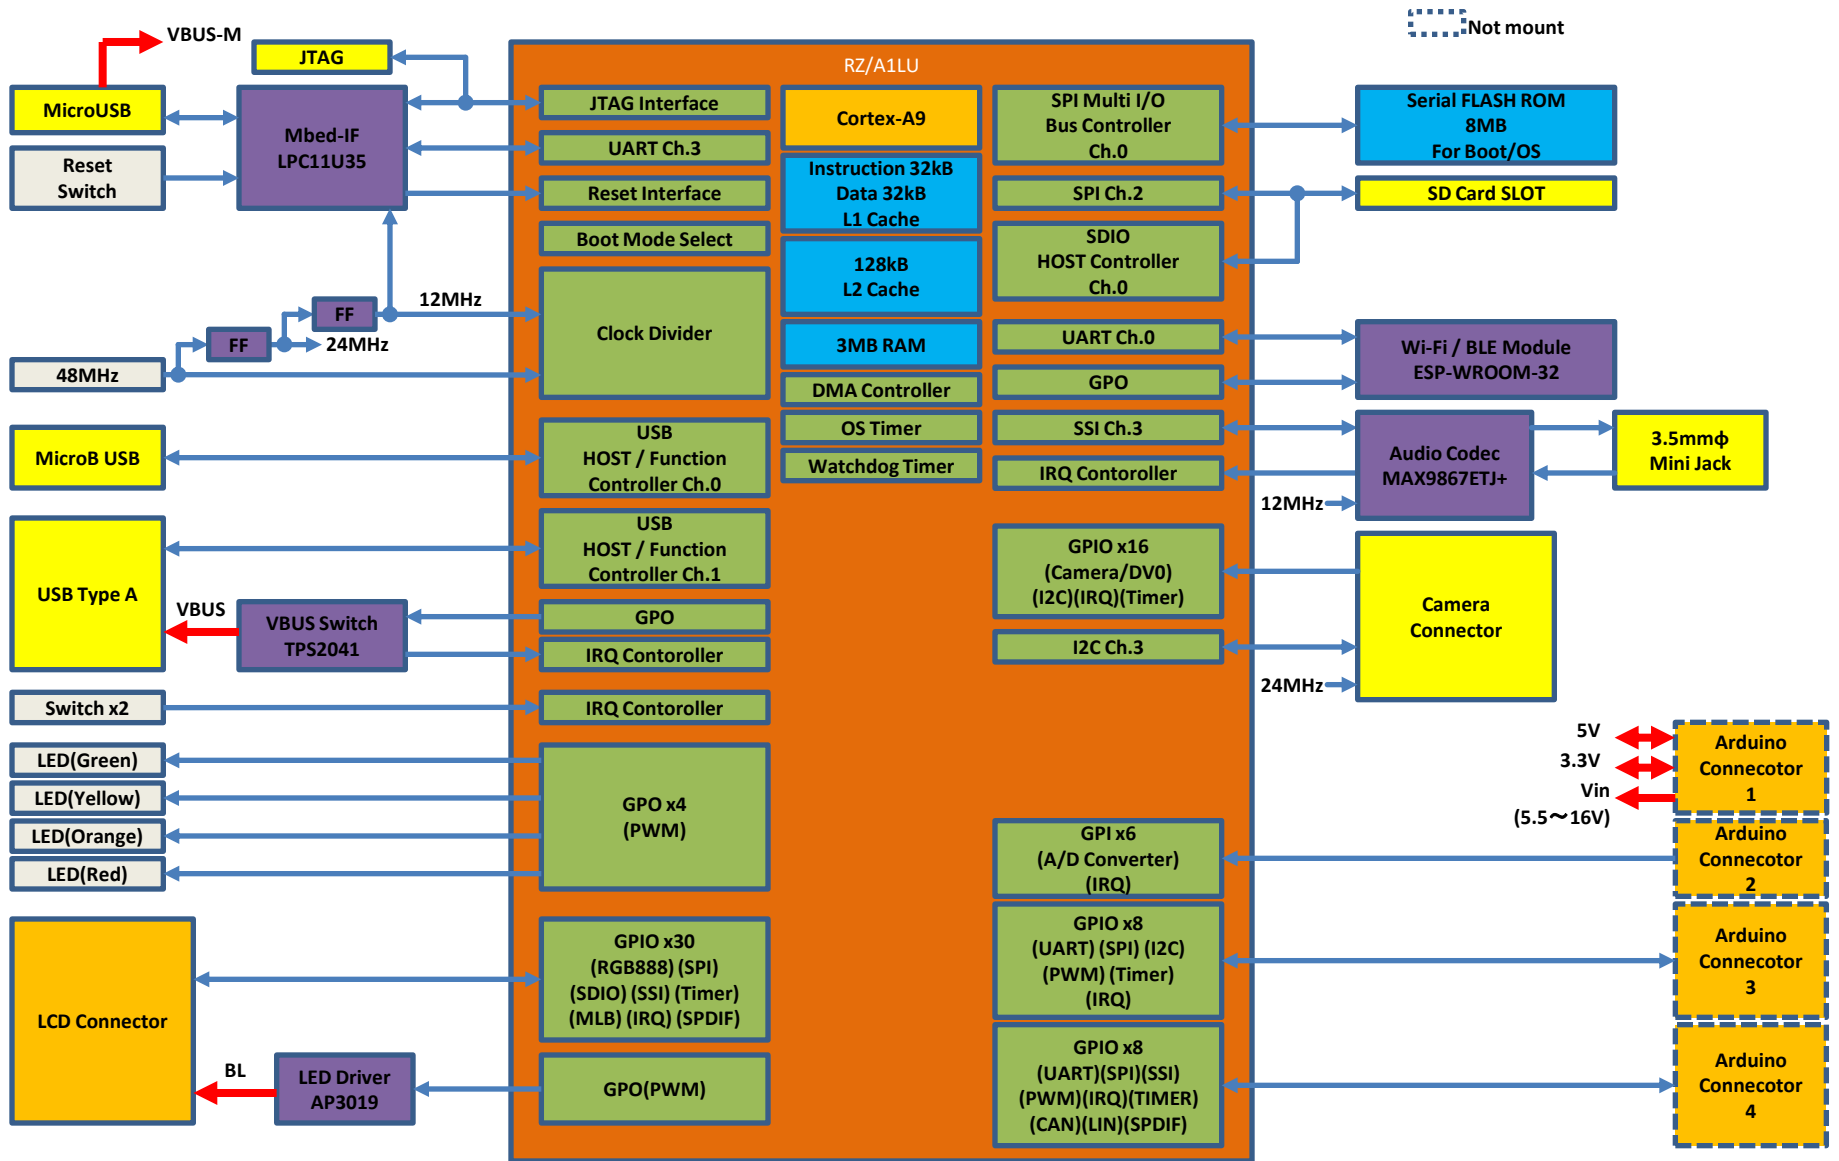 Not mount
VBUS-M
JTAG
MicroUSB
Mbed-IF
LPC11U35
Reset
Switch
12MHz
FF
FF
24MHz
48MHz
MicroB USB
USB Type A
VBUS
VBUS Switch
TPS2041
Switch x2
LED(Green)
LED(Yellow)
LED(Orange)
LED(Red)
LCD Connector
BL
LED Driver
AP3019
RZ/A1LU
JTAG Interface
UART Ch.3
Reset Interface
Boot Mode Select
Clock Divider
USB
HOST / Function
Controller Ch.0
USB
HOST / Function
Controller Ch.1
GPO
IRQ Contoroller
IRQ Contoroller
GPO x4
(PWM)
GPIO x30
(RGB888) (SPI)
(SDIO) (SSI) (Timer)
(MLB) (IRQ) (SPDIF)
GPO(PWM)
Cortex-A9
Instruction 32kB
Data 32kB
L1 Cache
128kB
L2 Cache
3MB RAM
DMA Controller
OS Timer
Watchdog Timer
SPI Multi I/O
Bus Controller
Ch.0
SPI Ch.2
SDIO
HOST Controller
Ch.0
UART Ch.0
GPO
SSI Ch.3
IRQ Contoroller
GPIO x16
(Camera/DV0)
(I2C)(IRQ)(Timer)
I2C Ch.3
GPI x6
(A/D Converter)
(IRQ)
GPIO x8
(UART) (SPI) (I2C)
(PWM) (Timer)
(IRQ)
GPIO x8
(UART)(SPI)(SSI)
(PWM)(IRQ)(TIMER)
(CAN)(LIN)(SPDIF)
Serial FLASH ROM
8MB
For Boot/OS
SD Card SLOT
Wi-Fi / BLE Module
ESP-WROOM-32
Audio Codec
MAX9867ETJ+
12MHz
3.5mmφ
Mini Jack
Camera
Connector
24MHz
5V
3.3V
Vin
(5.5～16V)
Arduino
Connecotor
1
Arduino
Connecotor
2
Arduino
Connecotor
3
Arduino
Connecotor
4